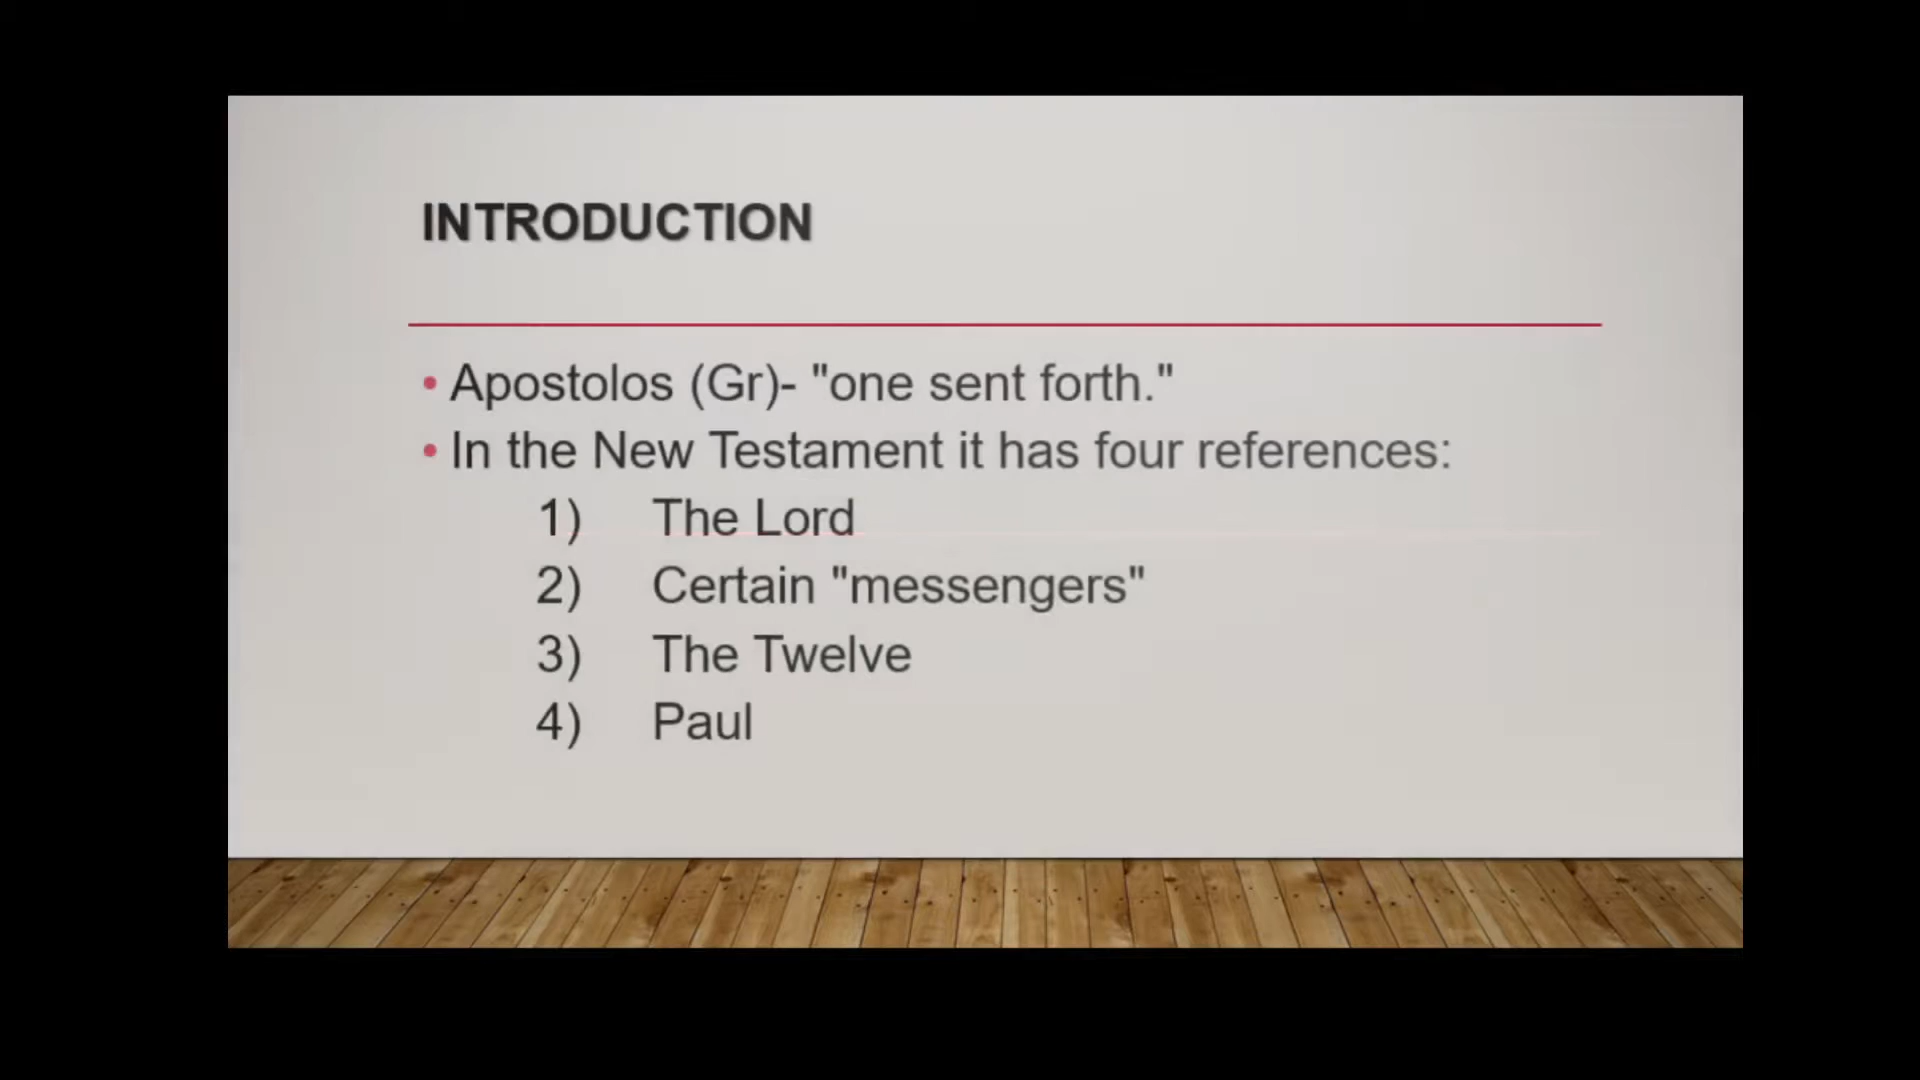 INTRODUCTION
• Apostolos (Gr)- "one sent forth."
• In the New Testament it has four references:
1) The Lord
2) Certain "messengers"
3) The Twelve
4) Paul